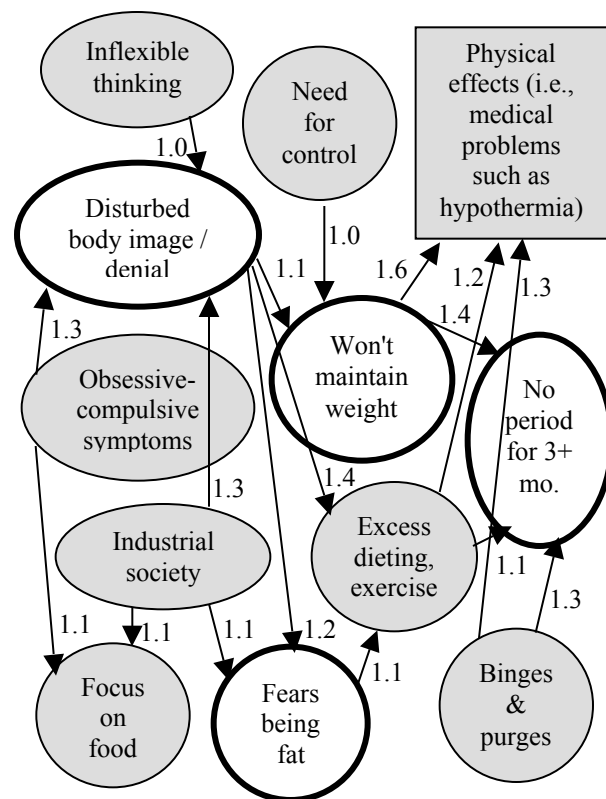 Inflexible
thinking
Need
for
control
Physical
effects (i.e.,
medical
problems
such as
hypothermia)
1.0
Disturbed
body image /
denial
1.1
1.0
1.6
1.2
1.3
1.3
1.4
Obsessive-
compulsive
symptoms
Won't
maintain
weight
No
period
for 3+
mo.
1.3
1.4
Industrial
society
Excess
dieting,
exercise
1.1
1.1
1.1
1.1
1.2
1.3
1.1
Focus
on
food
Fears
being
fat
Binges
&
purges